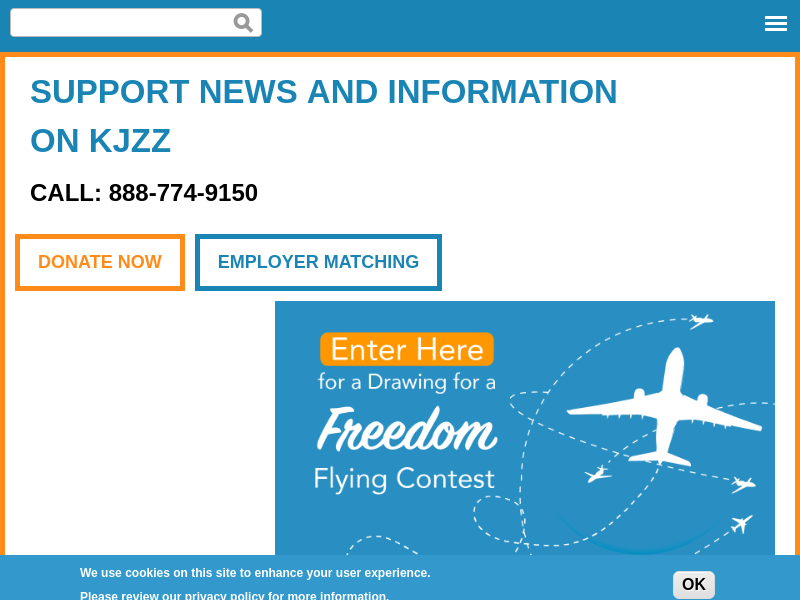 SUPPORT NEWS AND INFORMATION
ON KJZZ
CALL: 888-774-9150
DONATE NOW
EMPLOYER MATCHING
Enter Here
for a Drawing for a
Freedom
Flying Contest
We use cookies on this site to enhance your user experience.
Please review our privacy policy for more information.
OK